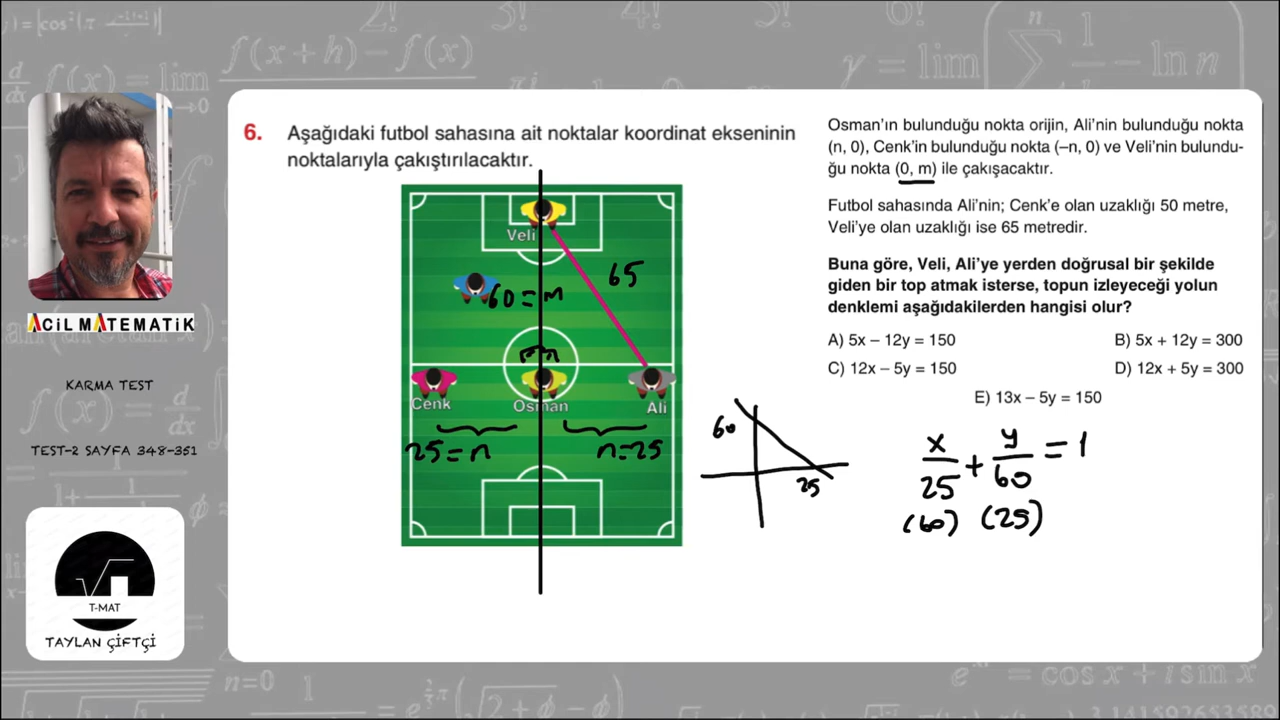 6. Aşağıdaki futbol sahasına ait noktalar koordinat ekseninin
noktalarıyla çakıştırılacaktır.
Veli
65
60=m
Cenk
Osman
Ali
25=n
n=25
60
25
Osman'ın bulunduğu nokta orijin, Ali'nin bulunduğu nokta
(n, 0), Cenk'in bulunduğu nokta (–n, 0) ve Veli'nin bulundu-
ğu nokta (0, m) ile çakışacaktır.
Futbol sahasında Ali'nin; Cenk'e olan uzaklığı 50 metre,
Veli'ye olan uzaklığı ise 65 metredir.
Buna göre, Veli, Ali'ye yerden doğrusal bir şekilde
giden bir top atmak isterse, topun izleyeceği yolun
denklemi aşağıdakilerden hangisi olur?
A) 5x – 12y = 150
B) 5x + 12y = 300
C) 12x – 5y = 150
D) 12x + 5y = 300
E) 13x – 5y = 150
x/25 + y/60 = 1
(60) (25)
ACİL MATEMATİK
KARMA TEST
TEST-2 SAYFA 348-351
T-MAT
TAYLAN ÇİFTÇİ